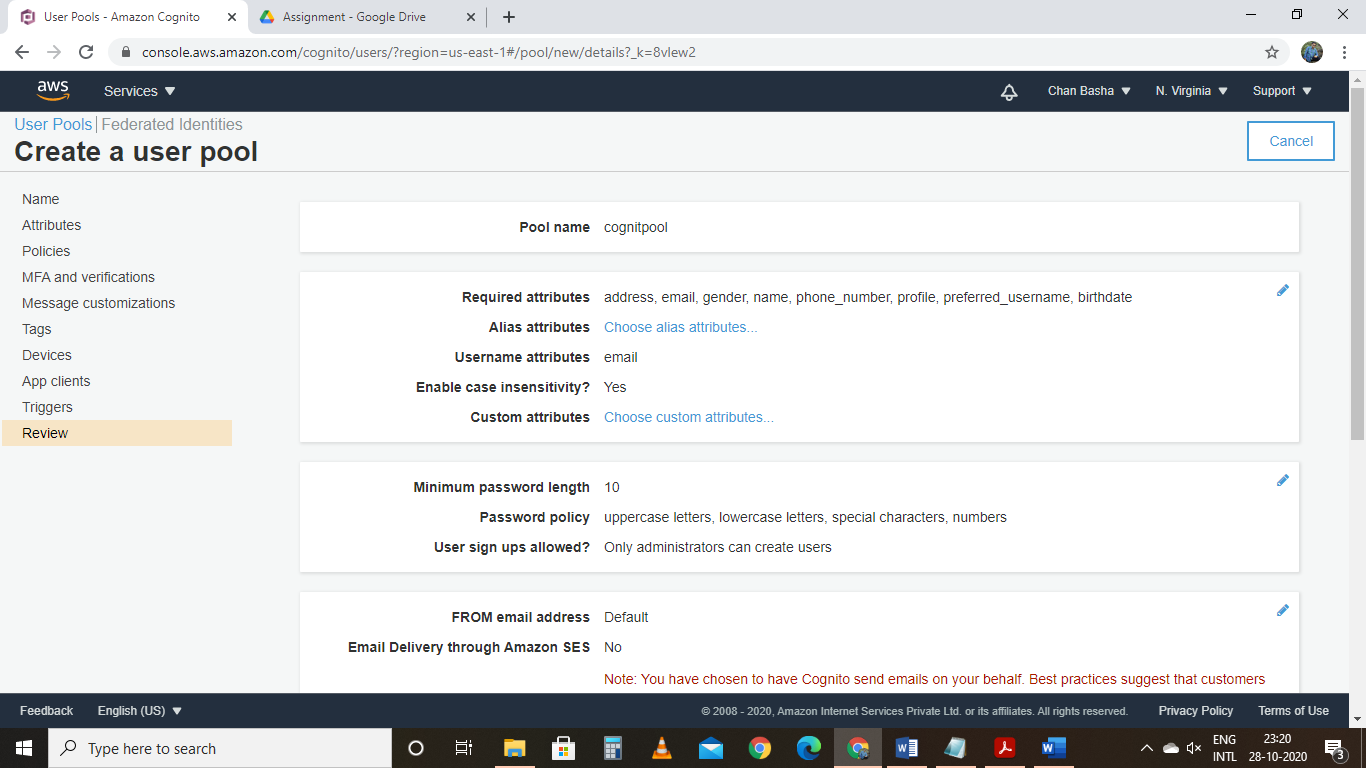 User Pools - Amazon Cognito
Assignment - Google Drive
console.aws.amazon.com/cognito/users/?region=us-east-1#/pool/new/details?_k=8vlew2
aws Services Chan Basha N. Virginia Support
User Pools | Federated Identities
Create a user pool
Cancel
Name
Attributes
Policies
MFA and verifications
Message customizations
Tags
Devices
App clients
Triggers
Review
Pool name cognitpool
Required attributes address, email, gender, name, phone_number, profile, preferred_username, birthdate
Alias attributes Choose alias attributes...
Username attributes email
Enable case insensitivity? Yes
Custom attributes Choose custom attributes...
Minimum password length 10
Password policy uppercase letters, lowercase letters, special characters, numbers
User sign ups allowed? Only administrators can create users
FROM email address Default
Email Delivery through Amazon SES No
Note: You have chosen to have Cognito send emails on your behalf. Best practices suggest that customers
Feedback English (US) © 2008 - 2020, Amazon Internet Services Private Ltd. or its affiliates. All rights reserved. Privacy Policy Terms of Use
Type here to search
ENG
INTL
23:20
28-10-2020
3